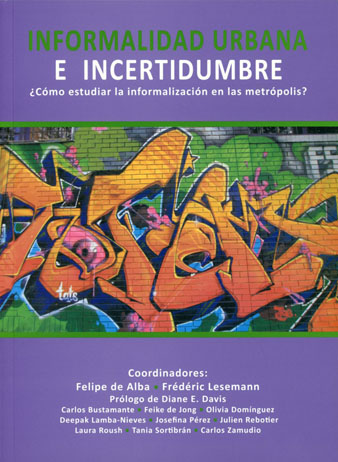 INFORMALIDAD URBANA
E INCERTIDUMBRE
¿Cómo estudiar la informalización en las metrópolis?
tals
Coordinadores:
Felipe de Alba • Frédéric Lesemann
Prólogo de Diane E. Davis
Carlos Bustamante • Feike de Jong • Olivia Domínguez
Deepak Lamba-Nieves • Josefina Pérez • Julien Rebotier
Laura Roush • Tania Sortibrán • Carlos Zamudio